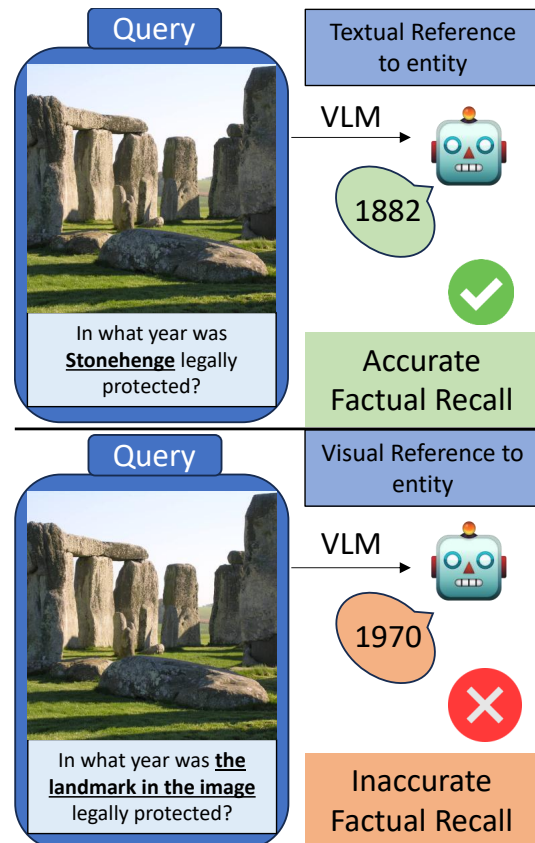 Query
Textual Reference
to entity
VLM
1882
In what year was
Stonehenge legally
protected?
Accurate
Factual Recall
Query
Visual Reference to
entity
VLM
1970
In what year was the
landmark in the image
legally protected?
Inaccurate
Factual Recall